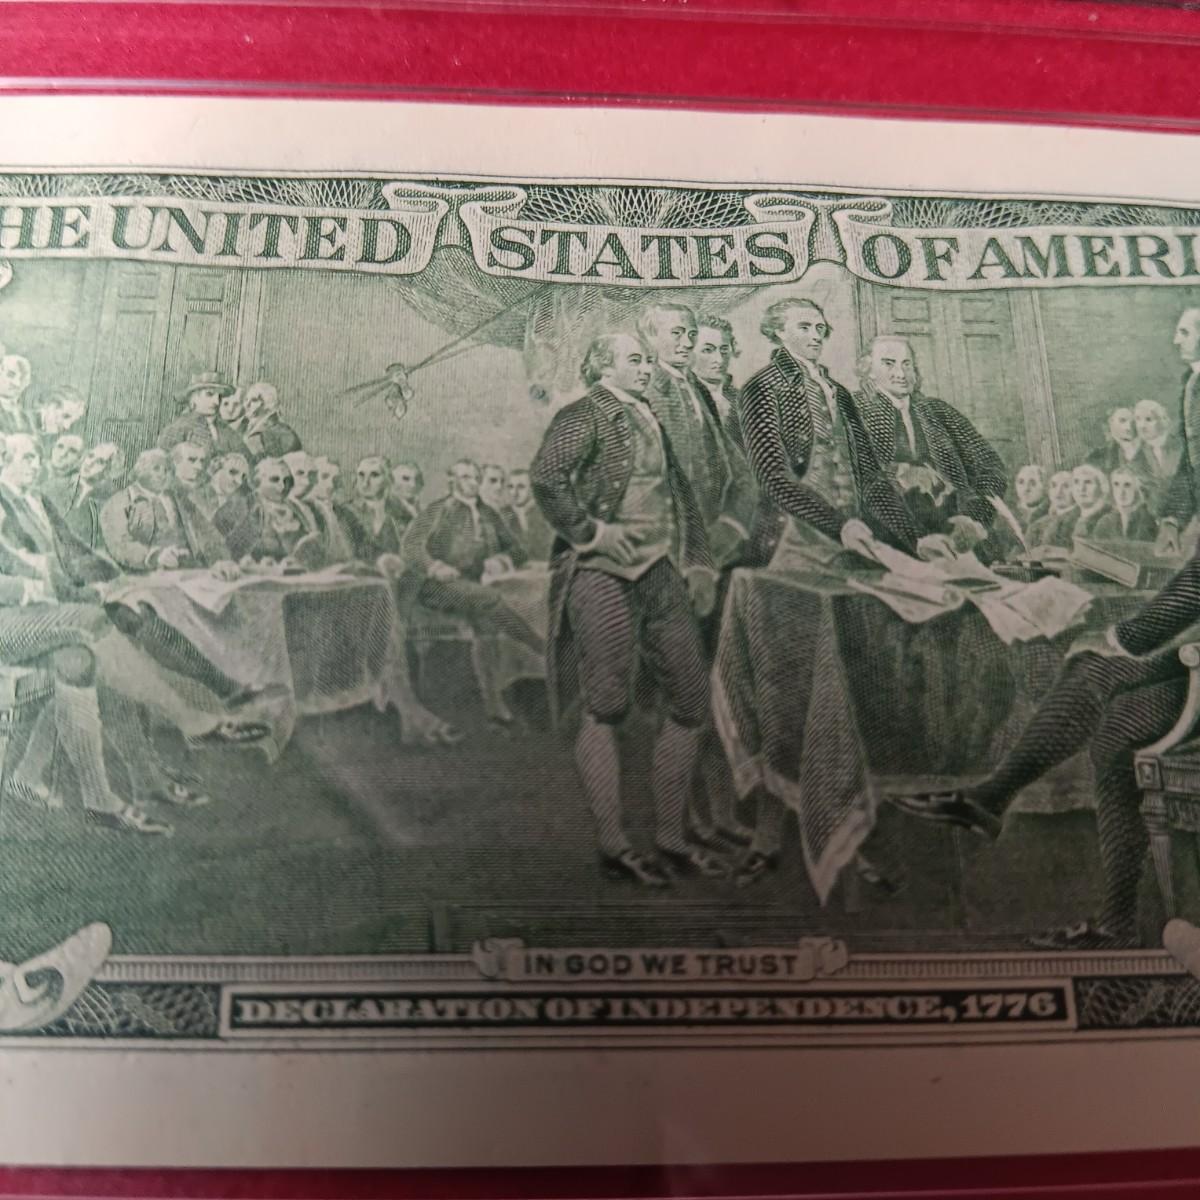 HE UNITED STATES OF AMERI
IN GOD WE TRUST
DECLARATION OF INDEPENDENCE, 1776